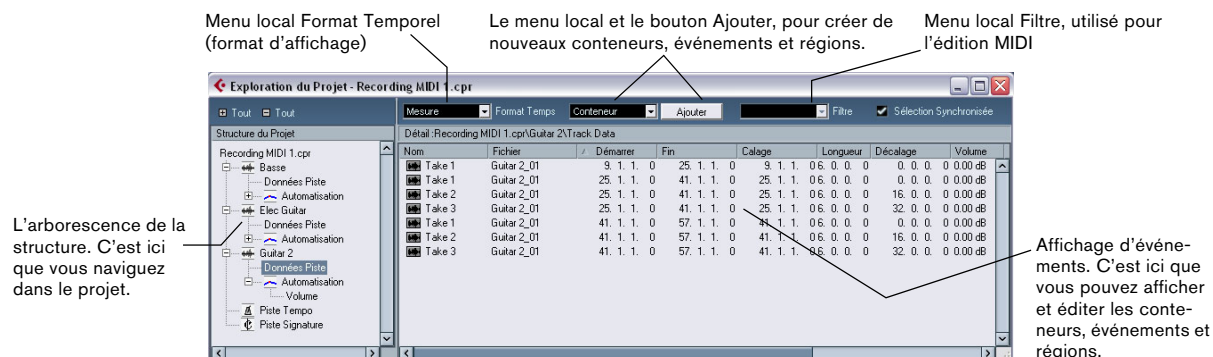 Menu local Format Temporel
(format d'affichage)
Le menu local et le bouton Ajouter, pour créer de
nouveaux conteneurs, événements et régions.
Menu local Filtre, utilisé pour
l'édition MIDI
Exploration du Projet - Recording MIDI 1.cpr
Tout Tout
Mesure Format Temps Conteneur Ajouter Filtre Sélection Synchronisée
Structure du Projet
Détail :Recording MIDI 1.cpr\Guitar 2\Track Data
Recording MIDI 1.cpr
Basse
Données Piste
Automatisation
Elec Guitar
Données Piste
Automatisation
Guitar 2
Données Piste
Automatisation
Volume
Piste Tempo
Piste Signature
Nom Fichier Démarrer Fin Calage Longueur Décalage Volume
Take 1 Guitar 2_01 9. 1. 1. 0 25. 1. 1. 0 9. 1. 1. 0 6. 0. 0. 0 0. 0. 0. 0 0.00 dB
Take 1 Guitar 2_01 25. 1. 1. 0 41. 1. 1. 0 25. 1. 1. 0 6. 0. 0. 0 0. 0. 0. 0 0.00 dB
Take 2 Guitar 2_01 25. 1. 1. 0 41. 1. 1. 0 25. 1. 1. 0 6. 0. 0. 0 16. 0. 0. 0 0.00 dB
Take 3 Guitar 2_01 25. 1. 1. 0 41. 1. 1. 0 25. 1. 1. 0 6. 0. 0. 0 32. 0. 0. 0 0.00 dB
Take 1 Guitar 2_01 41. 1. 1. 0 57. 1. 1. 0 41. 1. 1. 0 6. 0. 0. 0 0. 0. 0. 0 0.00 dB
Take 2 Guitar 2_01 41. 1. 1. 0 57. 1. 1. 0 41. 1. 1. 0 6. 0. 0. 0 16. 0. 0. 0 0.00 dB
Take 3 Guitar 2_01 41. 1. 1. 0 57. 1. 1. 0 41. 1. 1. 0 6. 0. 0. 0 32. 0. 0. 0 0.00 dB
L'arborescence de la
structure. C'est ici
que vous naviguez
dans le projet.
Affichage d'événe-
ments. C'est ici que
vous pouvez afficher
et éditer les conte-
neurs, événements et
régions.